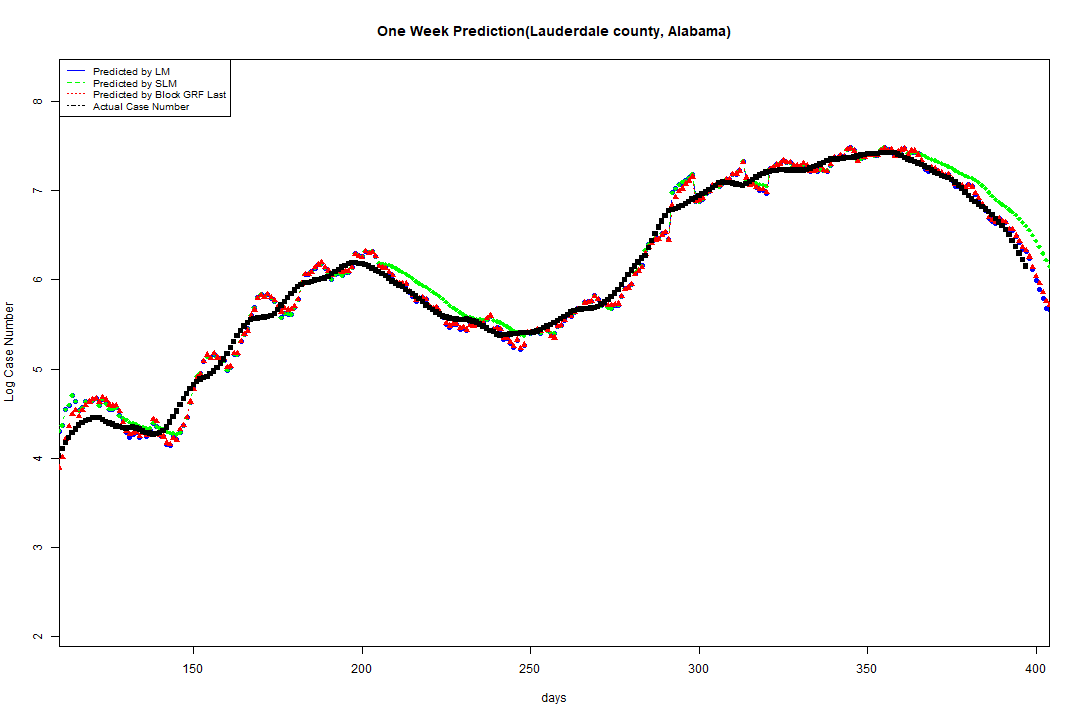 One Week Prediction(Lauderdale county, Alabama)
Predicted by LM
Predicted by SLM
Predicted by Block GRF Last
Actual Case Number
8
7
6
5
4
3
2
Log Case Number
150 200 250 300 350 400
days